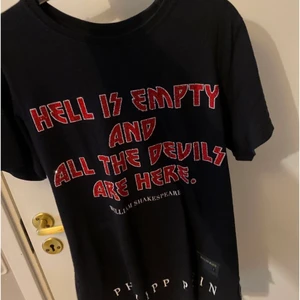 HELL IS EMPTY
AND
ALL THE DEVILS
ARE HERE.
WILLIAM SHAKESPEARE